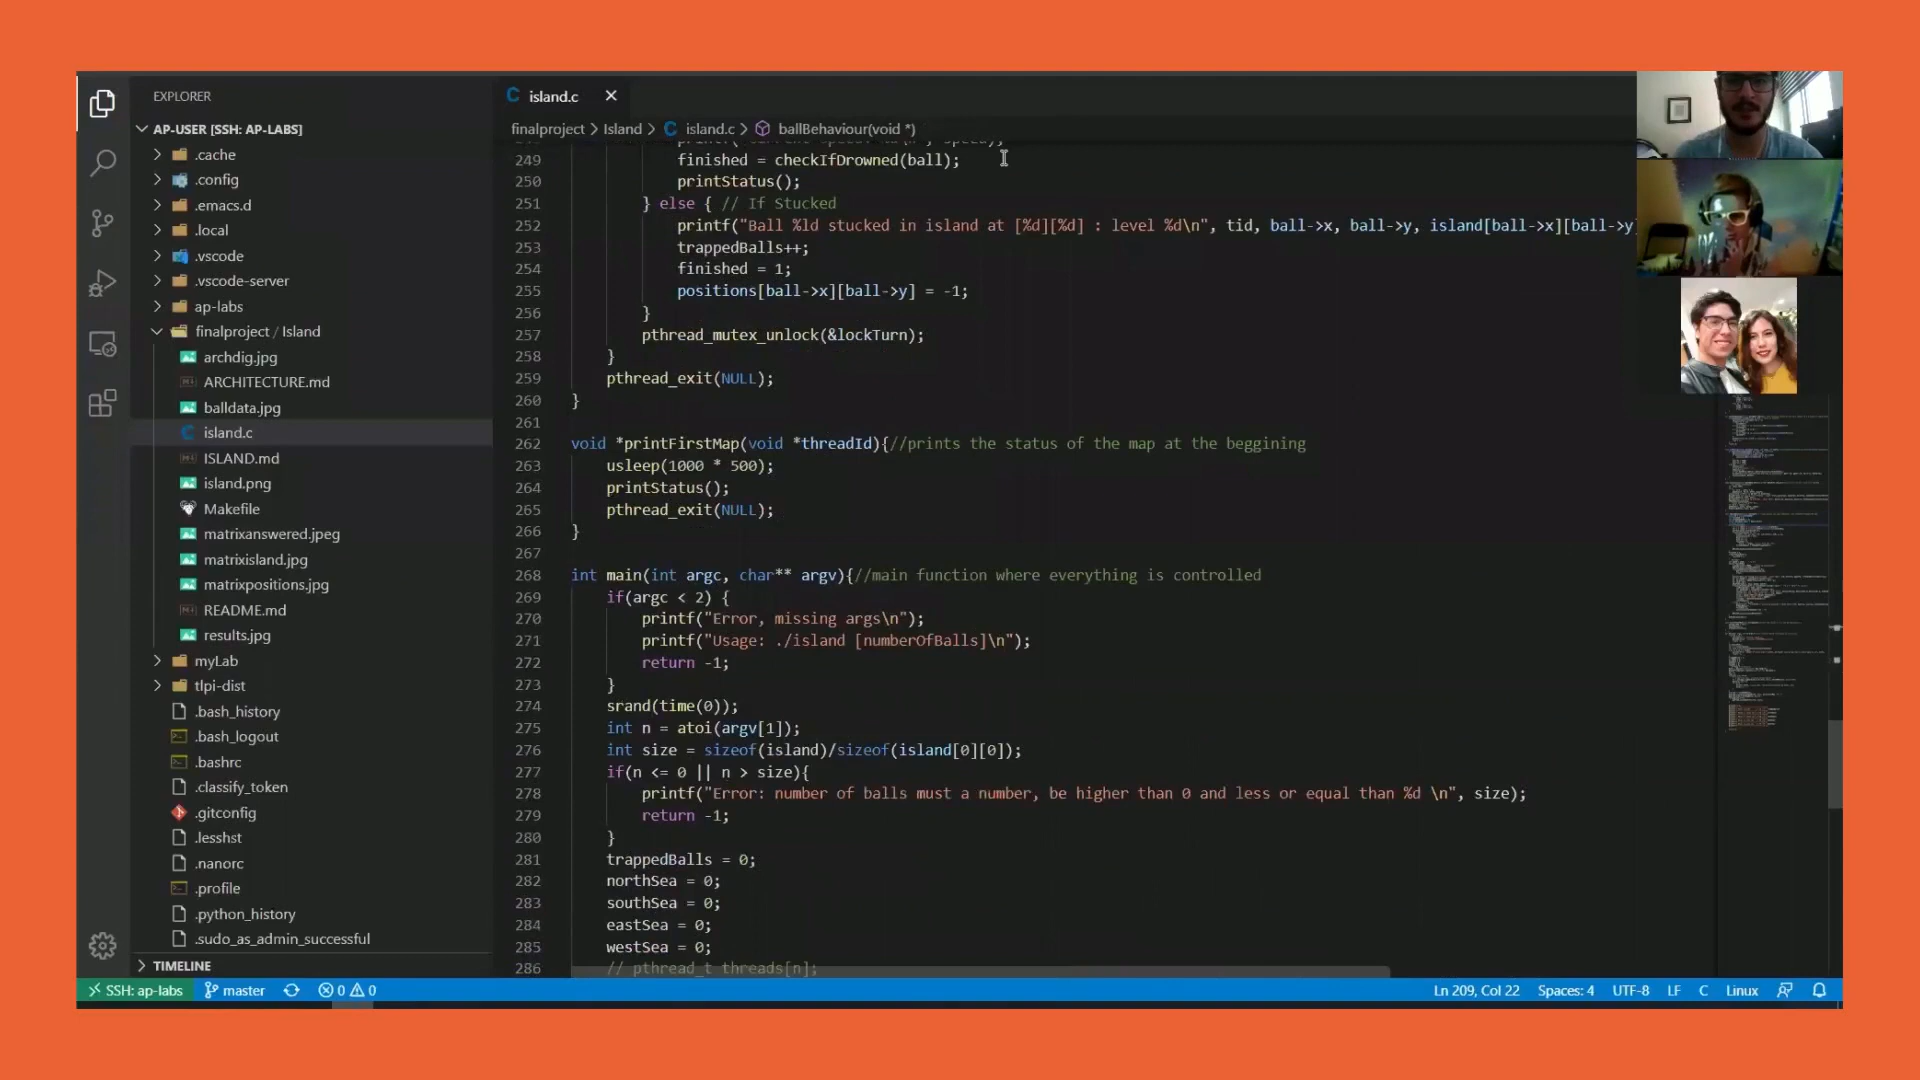 EXPLORER
AP-USER [SSH: AP-LABS]
.cache
.config
.emacs.d
.local
.vscode
.vscode-server
ap-labs
finalproject / Island
archdig.jpg
ARCHITECTURE.md
balldata.jpg
island.c
ISLAND.md
island.png
Makefile
matrixanswered.jpeg
matrixisland.jpg
matrixpositions.jpg
README.md
results.jpg
myLab
tlpi-dist
.bash_history
.bash_logout
.bashrc
.classify_token
.gitconfig
.lesshst
.nanorc
.profile
.python_history
.sudo_as_admin_successful
TIMELINE
island.c
finalproject > Island > island.c > ballBehaviour(void *)
249 finished = checkIfDrowned(ball);
250 printStatus();
251 } else { // If Stucked
252 printf("Ball %ld stucked in island at [%d][%d] : level %d\n", tid, ball->x, ball->y, island[ball->x][ball->y
253 trappedBalls++;
254 finished = 1;
255 positions[ball->x][ball->y] = -1;
256 }
257 pthread_mutex_unlock(&lockTurn);
258 }
259 pthread_exit(NULL);
260 }
261
262 void *printFirstMap(void *threadId){//prints the status of the map at the beggining
263 usleep(1000 * 500);
264 printStatus();
265 pthread_exit(NULL);
266 }
267
268 int main(int argc, char** argv){//main function where everything is controlled
269 if(argc < 2) {
270 printf("Error, missing args\n");
271 printf("Usage: ./island [numberOfBalls]\n");
272 return -1;
273 }
274 srand(time(0));
275 int n = atoi(argv[1]);
276 int size = sizeof(island)/sizeof(island[0][0]);
277 if(n <= 0 || n > size){
278 printf("Error: number of balls must a number, be higher than 0 and less or equal than %d \n", size);
279 return -1;
280 }
281 trappedBalls = 0;
282 northSea = 0;
283 southSea = 0;
284 eastSea = 0;
285 westSea = 0;
286 // pthread_t threads[n];
SSH: ap-labs master 0 0 Ln 209, Col 22 Spaces: 4 UTF-8 LF C Linux